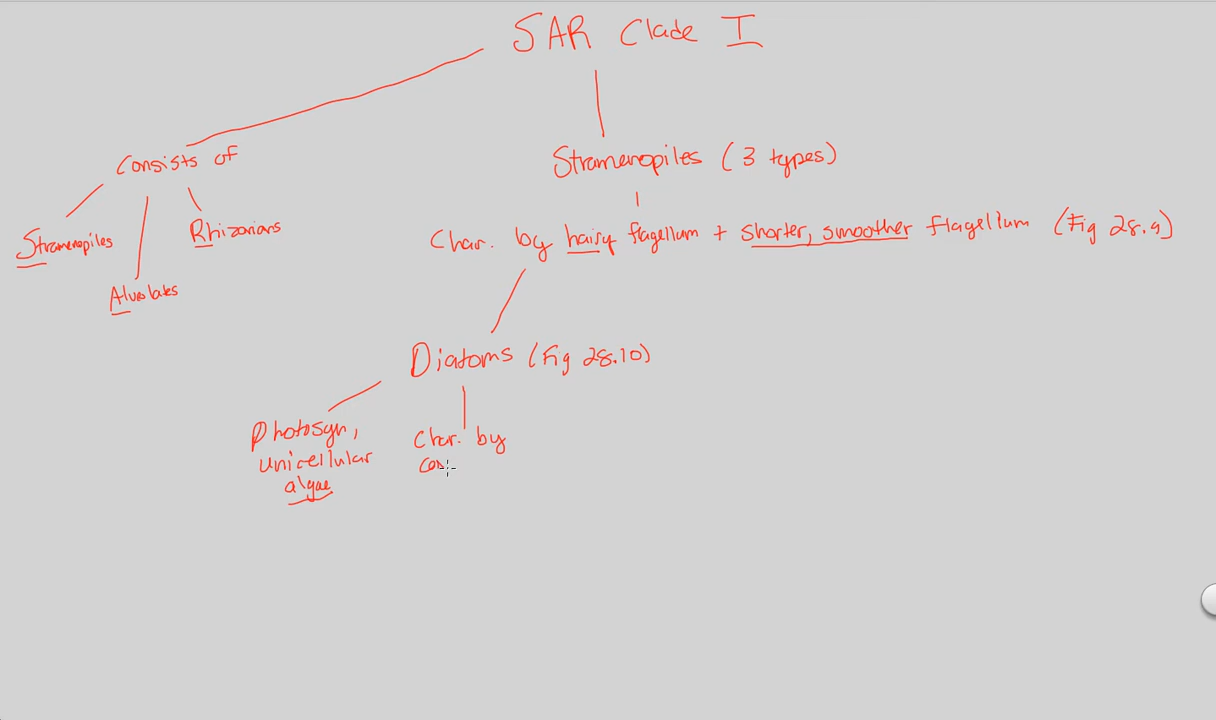 SAR Clade I
Consists of
Stramenopiles (3 types)
Stramenopiles
Rhizarians
Alveolates
Char. by hairy flagellum + shorter, smoother flagellum (Fig 28.9)
Diatoms (Fig 28.10)
Photosyn,
unicellular
algae
Char. by